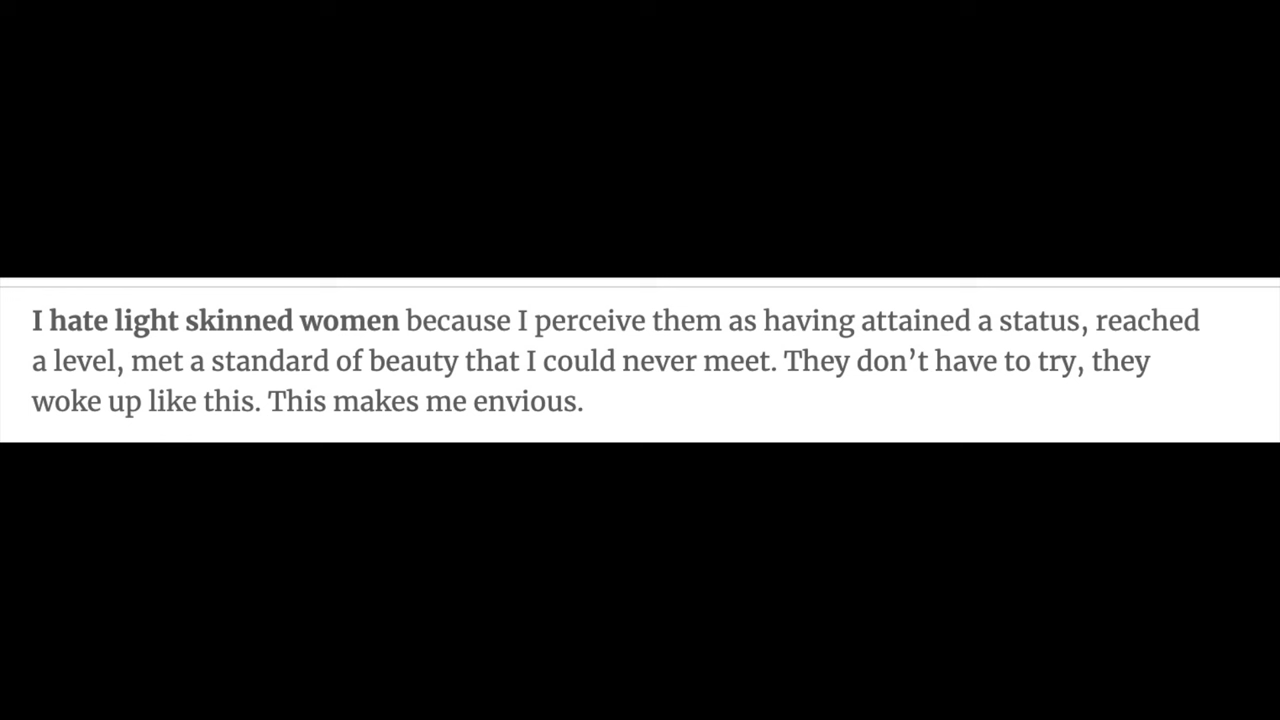 I hate light skinned women because I perceive them as having attained a status, reached
a level, met a standard of beauty that I could never meet. They don’t have to try, they
woke up like this. This makes me envious.